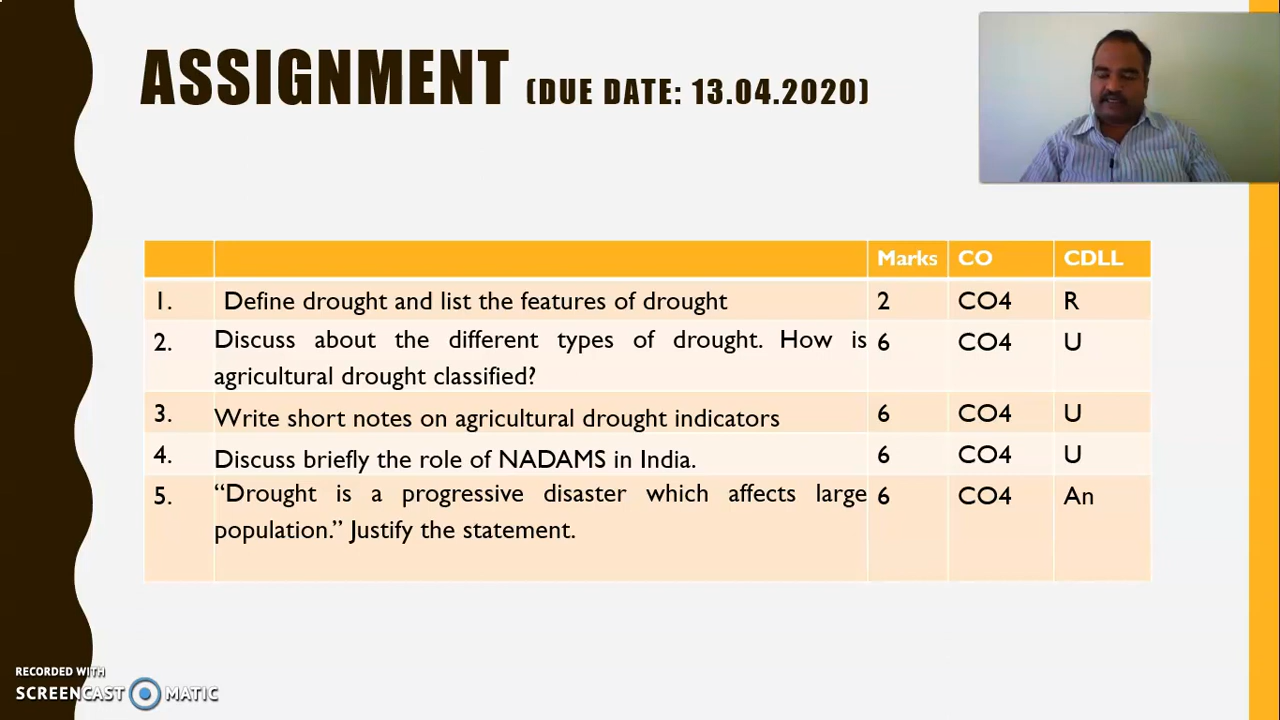 ASSIGNMENT (DUE DATE: 13.04.2020)
Marks CO CDLL
1. Define drought and list the features of drought 2 CO4 R
2. Discuss about the different types of drought. How is 6 CO4 U
agricultural drought classified?
3. Write short notes on agricultural drought indicators 6 CO4 U
4. Discuss briefly the role of NADAMS in India. 6 CO4 U
5. “Drought is a progressive disaster which affects large 6 CO4 An
population.” Justify the statement.
RECORDED WITH
SCREENCAST MATIC